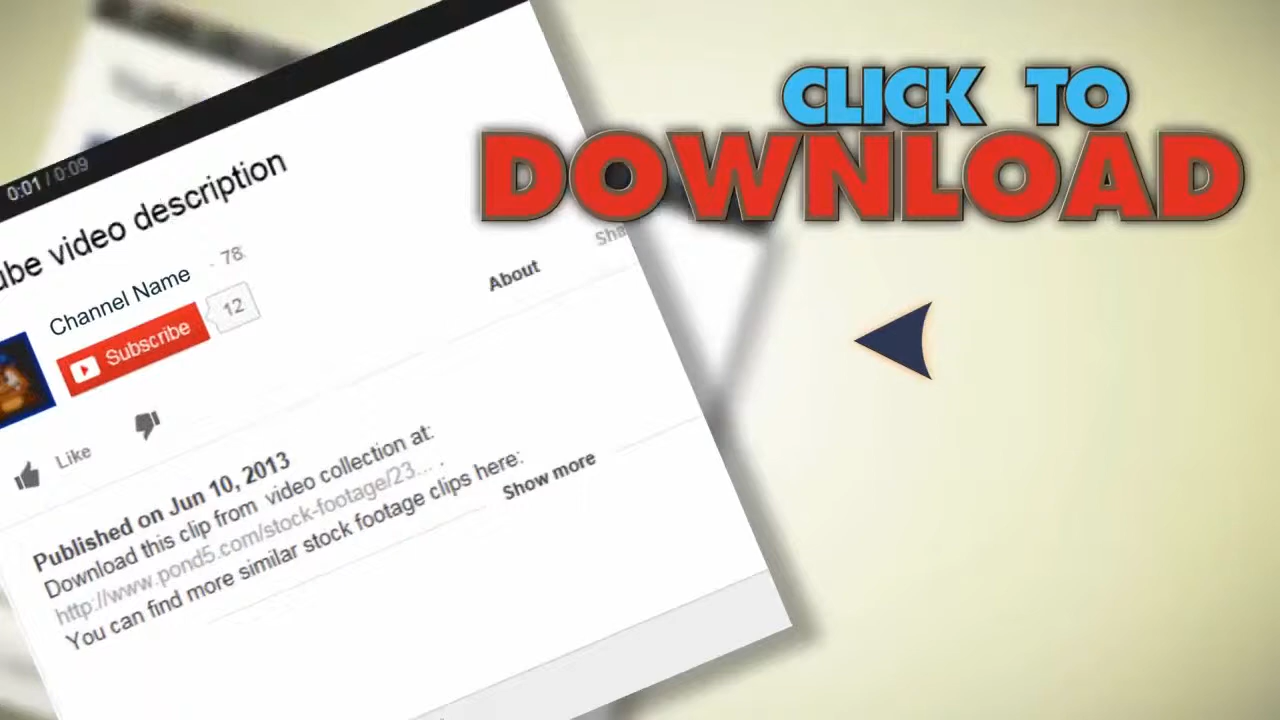 CLICK TO
DOWNLOAD
0:01 / 0:09
video description
Channel Name
78
Subscribe
12
About
Like
Published on Jun 10, 2013
Download this clip from video collection at:
http://www.pond5.com/stock-footage/23...
You can find more similar stock footage clips here:
Show more